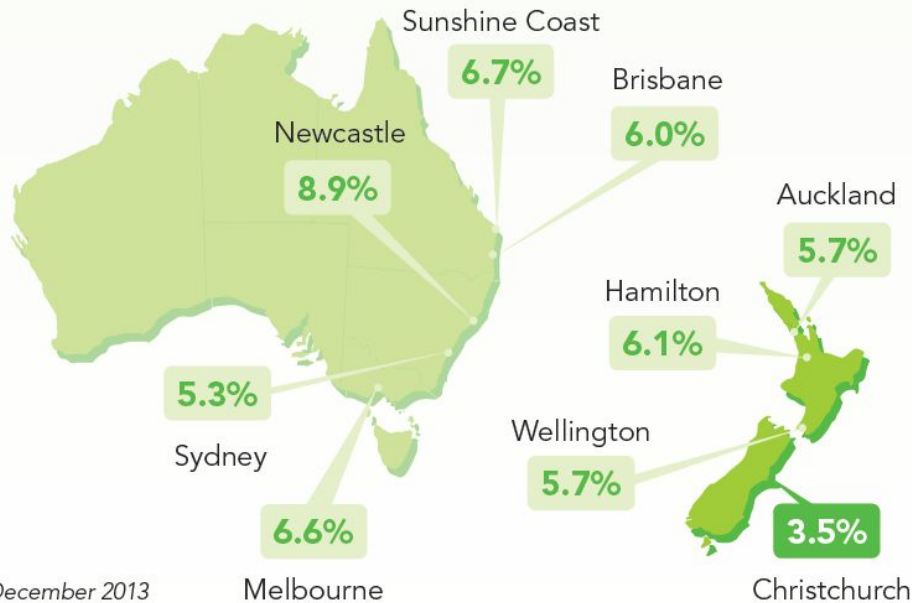 Sunshine Coast
6.7%
Brisbane
6.0%
Newcastle
8.9%
Auckland
5.7%
Hamilton
6.1%
5.3%
Sydney
Wellington
5.7%
6.6%
Melbourne
3.5%
Christchurch
December 2013